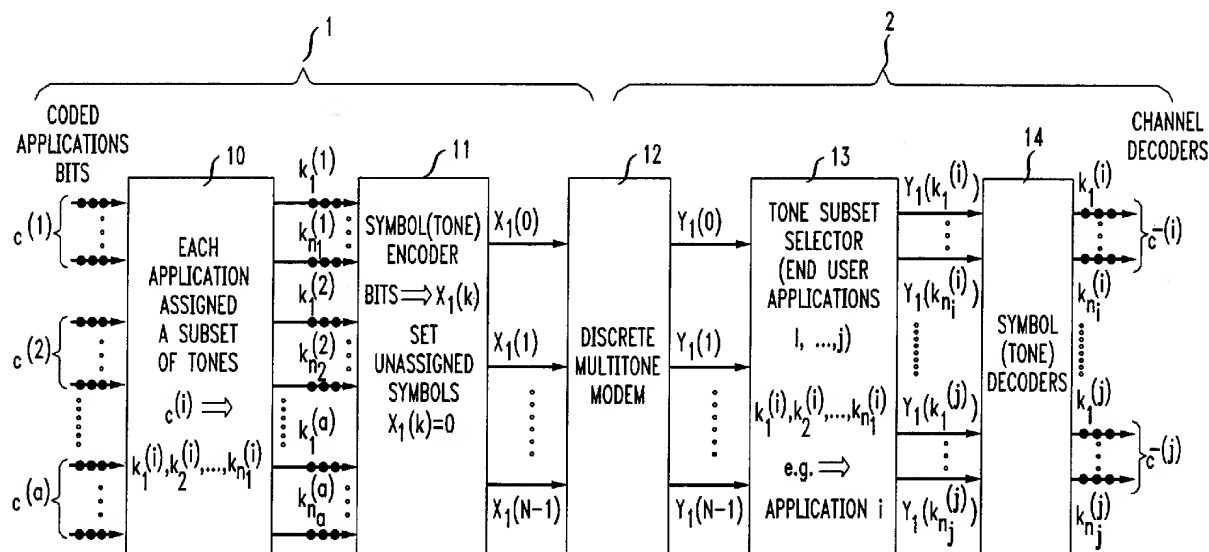 1
2
CODED
APPLICATIONS
BITS
CHANNEL
DECODERS
10
11
12
13
14
c(1)
c(2)
c(a)
EACH
APPLICATION
ASSIGNED
A SUBSET
OF TONES
c(i) ⟹
k1(i),k2(i),...,kn1(i)
k1(1)
kn1(1)
k1(2)
kn2(2)
k1(a)
kna(a)
SYMBOL(TONE)
ENCODER
BITS⟹X1(k)
SET
UNASSIGNED
SYMBOLS
X1(k)=0
X1(0)
X1(1)
X1(N-1)
DISCRETE
MULTITONE
MODEM
Y1(0)
Y1(1)
Y1(N-1)
TONE SUBSET
SELECTOR
(END USER
APPLICATIONS
I, ...,j)
k1(i),k2(i),...,kn1(i)
e.g. ⟹
APPLICATION i
Y1(k1(i))
Y1(kni(i))
Y1(k1(j))
Y1(knj(j))
SYMBOL
(TONE)
DECODERS
k1(i)
kni(i)
k1(j)
knj(j)
c-(i)
c-(j)